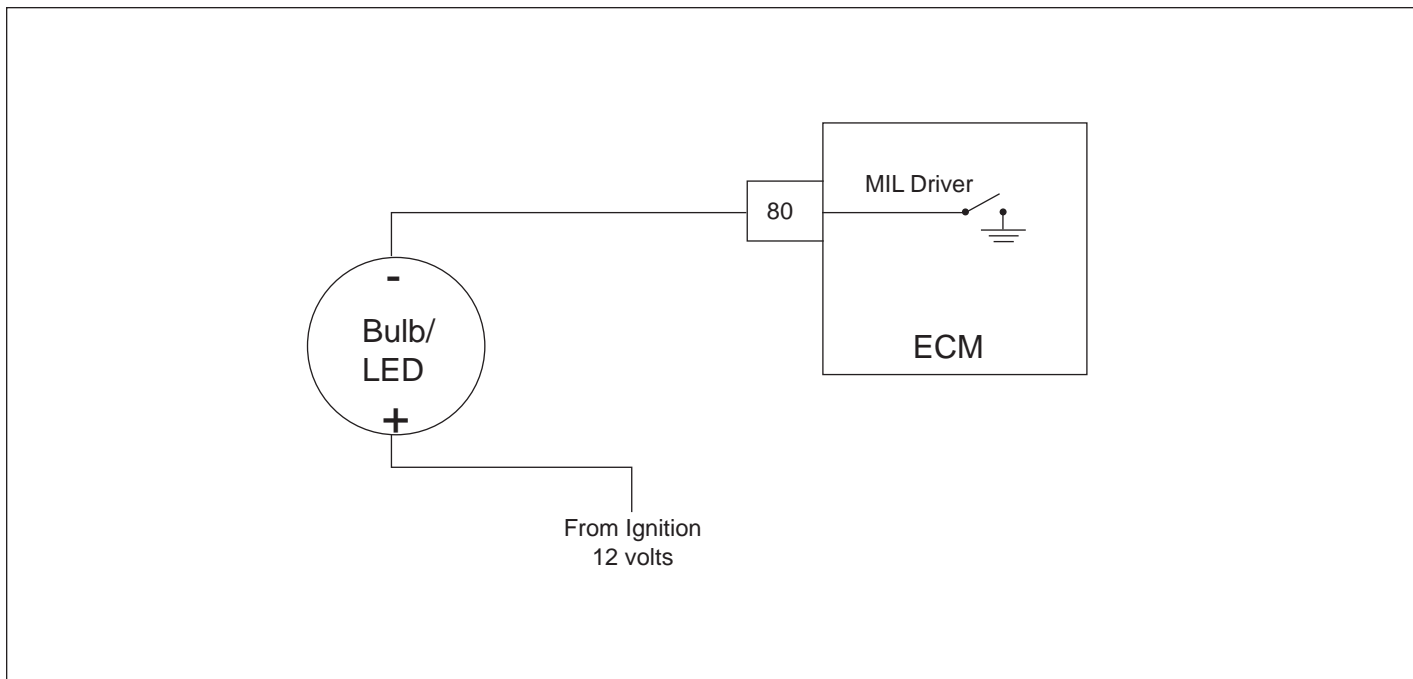 MIL Driver
80
-
Bulb/
LED
+
ECM
From Ignition
12 volts